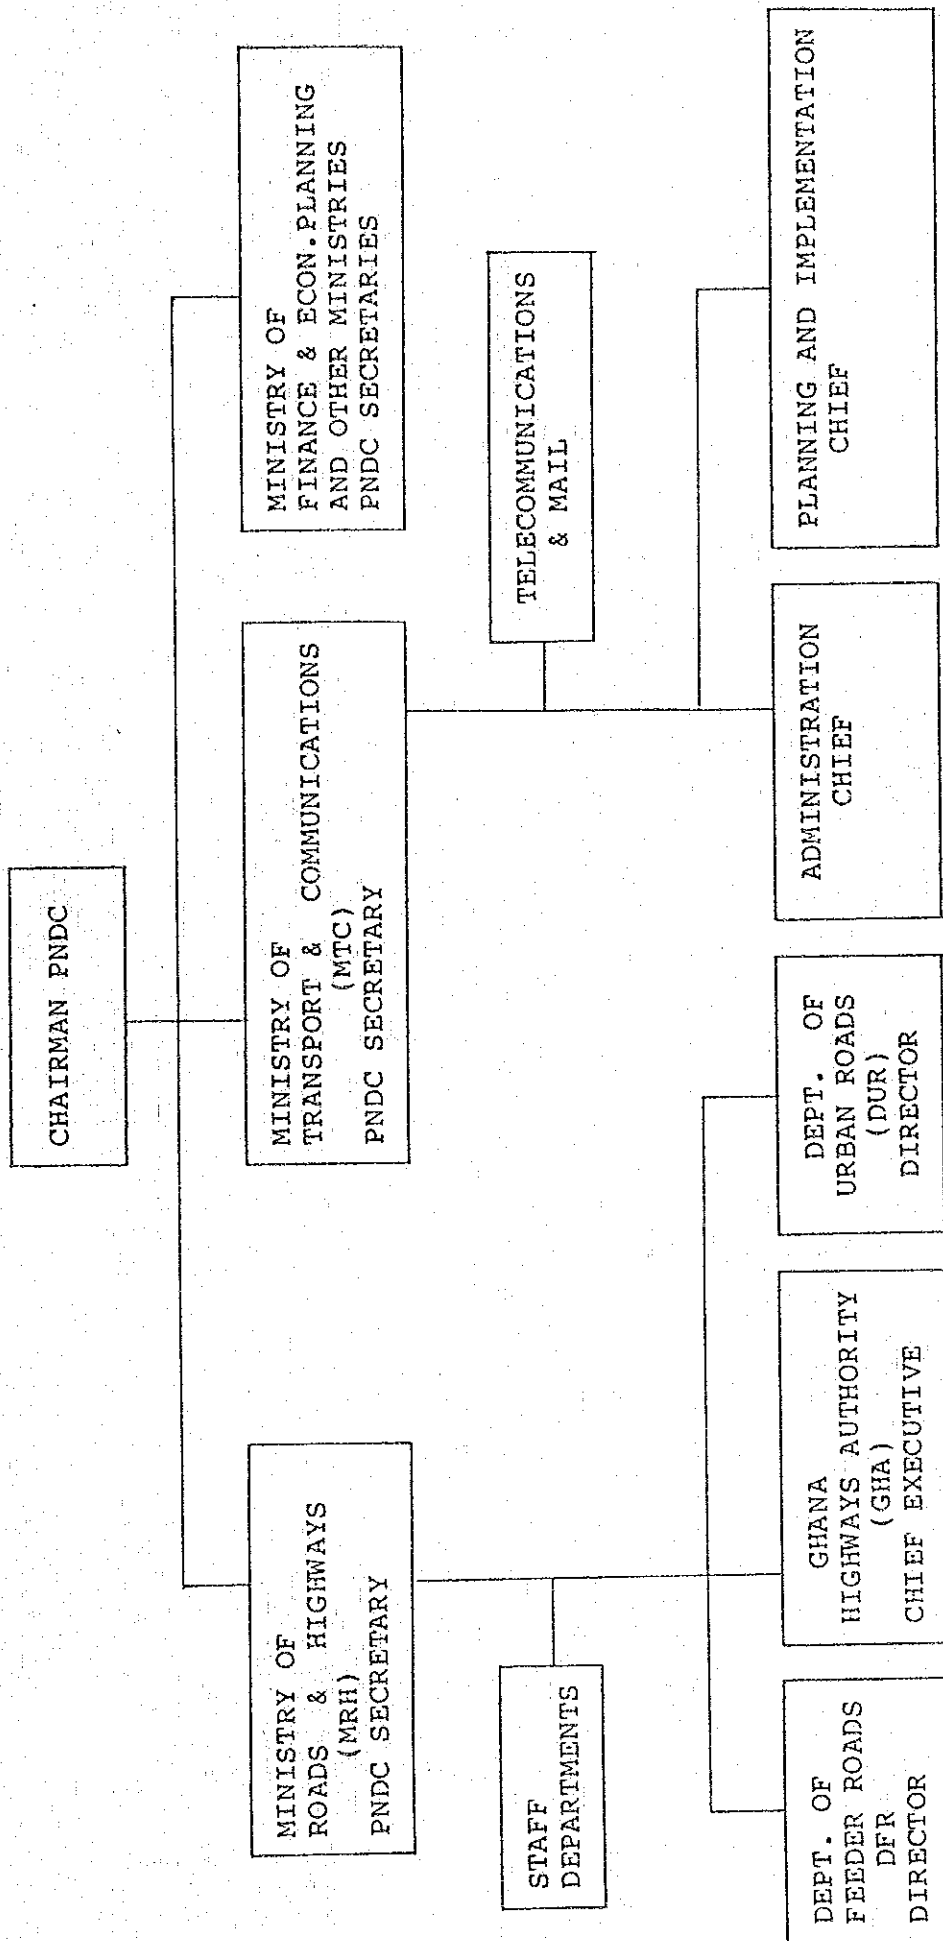 CHAIRMAN PNDC
MINISTRY OF
ROADS & HIGHWAYS
(MRH)
PNDC SECRETARY
MINISTRY OF
TRANSPORT & COMMUNICATIONS
(MTC)
PNDC SECRETARY
MINISTRY OF
FINANCE & ECON.PLANNING
AND OTHER MINISTRIES
PNDC SECRETARIES
STAFF
DEPARTMENTS
TELECOMMUNICATIONS
& MAIL
DEPT. OF
FEEDER ROADS
DFR
DIRECTOR
GHANA
HIGHWAYS AUTHORITY
(GHA)
CHIEF EXECUTIVE
DEPT. OF
URBAN ROADS
(DUR)
DIRECTOR
ADMINISTRATION
CHIEF
PLANNING AND IMPLEMENTATION
CHIEF